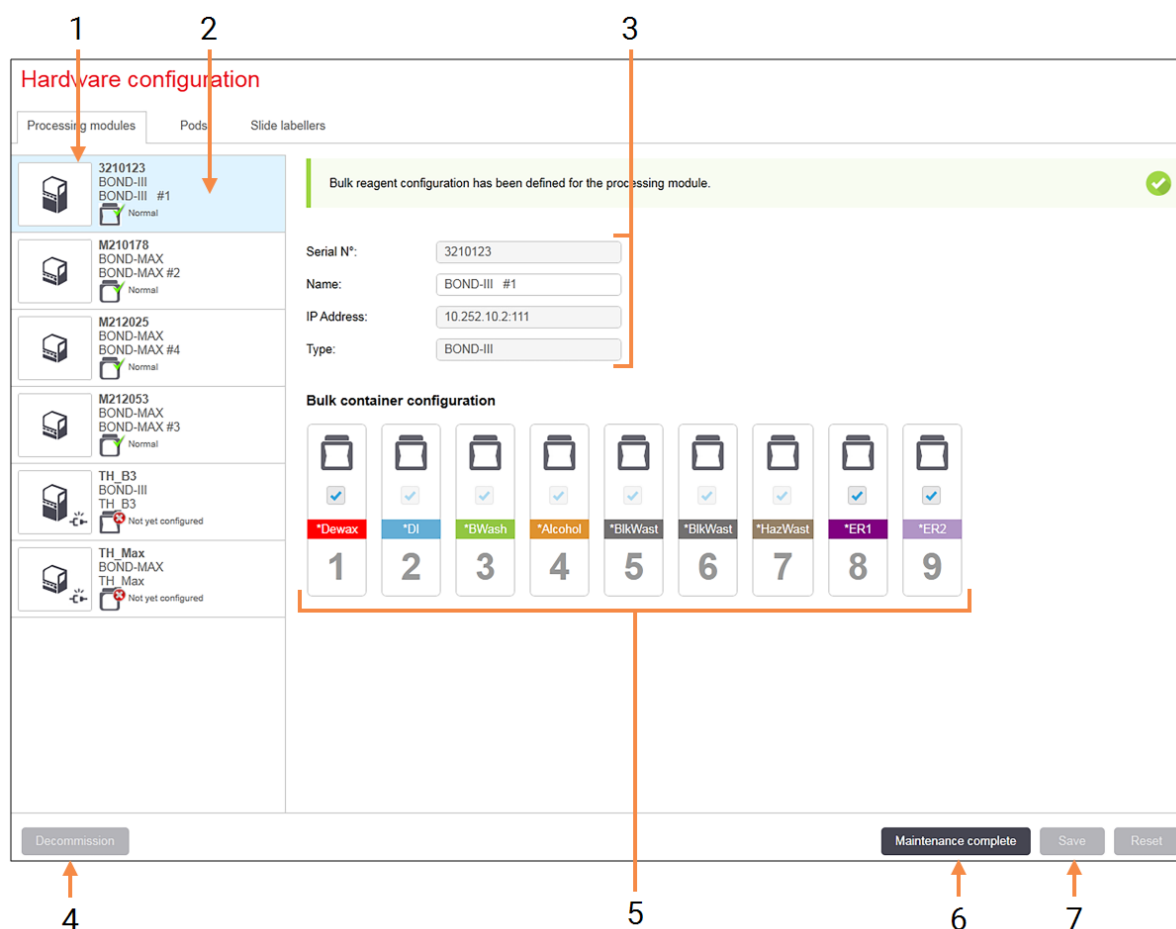 1
2
3
Hardware configuration
Processing modules
Pods
Slide labellers
3210123
BOND-III
BOND-III #1
Normal
M210178
BOND-MAX
BOND-MAX #2
Normal
M212025
BOND-MAX
BOND-MAX #4
Normal
M212053
BOND-MAX
BOND-MAX #3
Normal
TH_B3
BOND-III
TH_B3
Not yet configured
TH_Max
BOND-MAX
TH_Max
Not yet configured
Bulk reagent configuration has been defined for the processing module.
Serial N°:
3210123
Name:
BOND-III #1
IP Address:
10.252.10.2:111
Type:
BOND-III
Bulk container configuration
*Dewax
*DI
*BWash
*Alcohol
*BlkWast
*BlkWast
*HazWast
*ER1
*ER2
1
2
3
4
5
6
7
8
9
Decommission
Maintenance complete
Save
Reset
4
5
6
7